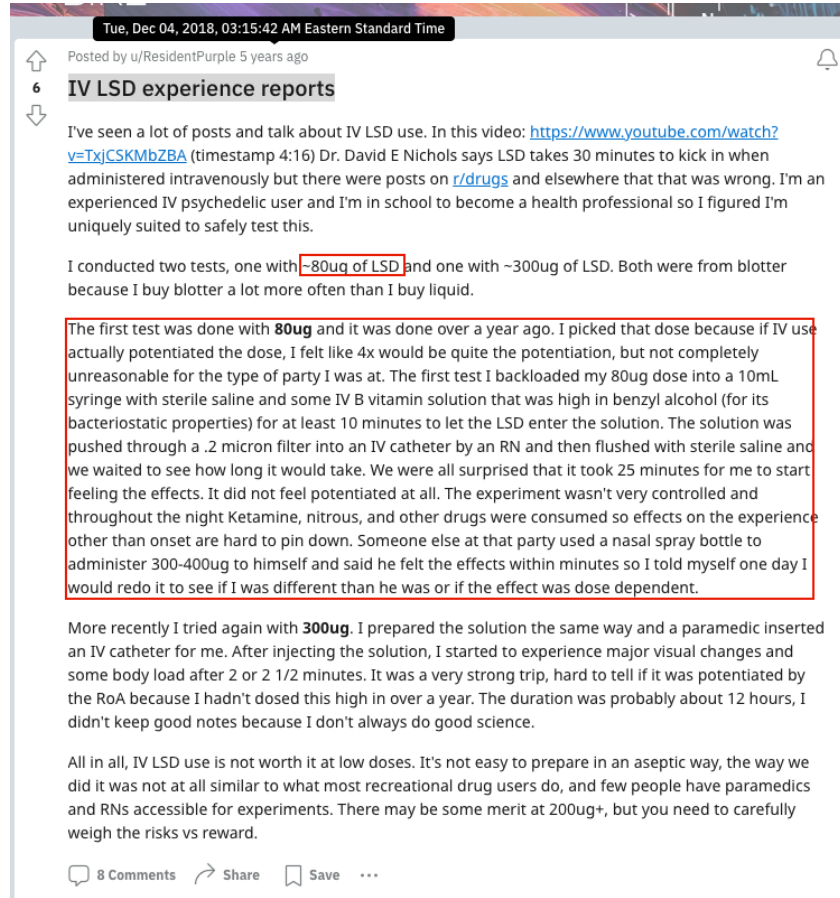 Tue, Dec 04, 2018, 03:15:42 AM Eastern Standard Time
Posted by u/ResidentPurple 5 years ago
6
IV LSD experience reports
I've seen a lot of posts and talk about IV LSD use. In this video: https://www.youtube.com/watch?
v=TxjCSKMbZBA (timestamp 4:16) Dr. David E Nichols says LSD takes 30 minutes to kick in when
administered intravenously but there were posts on r/drugs and elsewhere that that was wrong. I'm an
experienced IV psychedelic user and I'm in school to become a health professional so I figured I'm
uniquely suited to safely test this.
I conducted two tests, one with ~80ug of LSD and one with ~300ug of LSD. Both were from blotter
because I buy blotter a lot more often than I buy liquid.
The first test was done with 80ug and it was done over a year ago. I picked that dose because if IV use
actually potentiated the dose, I felt like 4x would be quite the potentiation, but not completely
unreasonable for the type of party I was at. The first test I backloaded my 80ug dose into a 10mL
syringe with sterile saline and some IV B vitamin solution that was high in benzyl alcohol (for its
bacteriostatic properties) for at least 10 minutes to let the LSD enter the solution. The solution was
pushed through a .2 micron filter into an IV catheter by an RN and then flushed with sterile saline and
we waited to see how long it would take. We were all surprised that it took 25 minutes for me to start
feeling the effects. It did not feel potentiated at all. The experiment wasn't very controlled and
throughout the night Ketamine, nitrous, and other drugs were consumed so effects on the experience
other than onset are hard to pin down. Someone else at that party used a nasal spray bottle to
administer 300-400ug to himself and said he felt the effects within minutes so I told myself one day I
would redo it to see if I was different than he was or if the effect was dose dependent.
More recently I tried again with 300ug. I prepared the solution the same way and a paramedic inserted
an IV catheter for me. After injecting the solution, I started to experience major visual changes and
some body load after 2 or 2 1/2 minutes. It was a very strong trip, hard to tell if it was potentiated by
the RoA because I hadn't dosed this high in over a year. The duration was probably about 12 hours, I
didn't keep good notes because I don't always do good science.
All in all, IV LSD use is not worth it at low doses. It's not easy to prepare in an aseptic way, the way we
did it was not at all similar to what most recreational drug users do, and few people have paramedics
and RNs accessible for experiments. There may be some merit at 200ug+, but you need to carefully
weigh the risks vs reward.
8 Comments Share Save ···